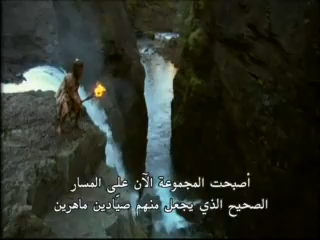 أصبحت المجموعة الآن على المسار
الصحيح الذي يجعل منهم صيّادين ماهرين